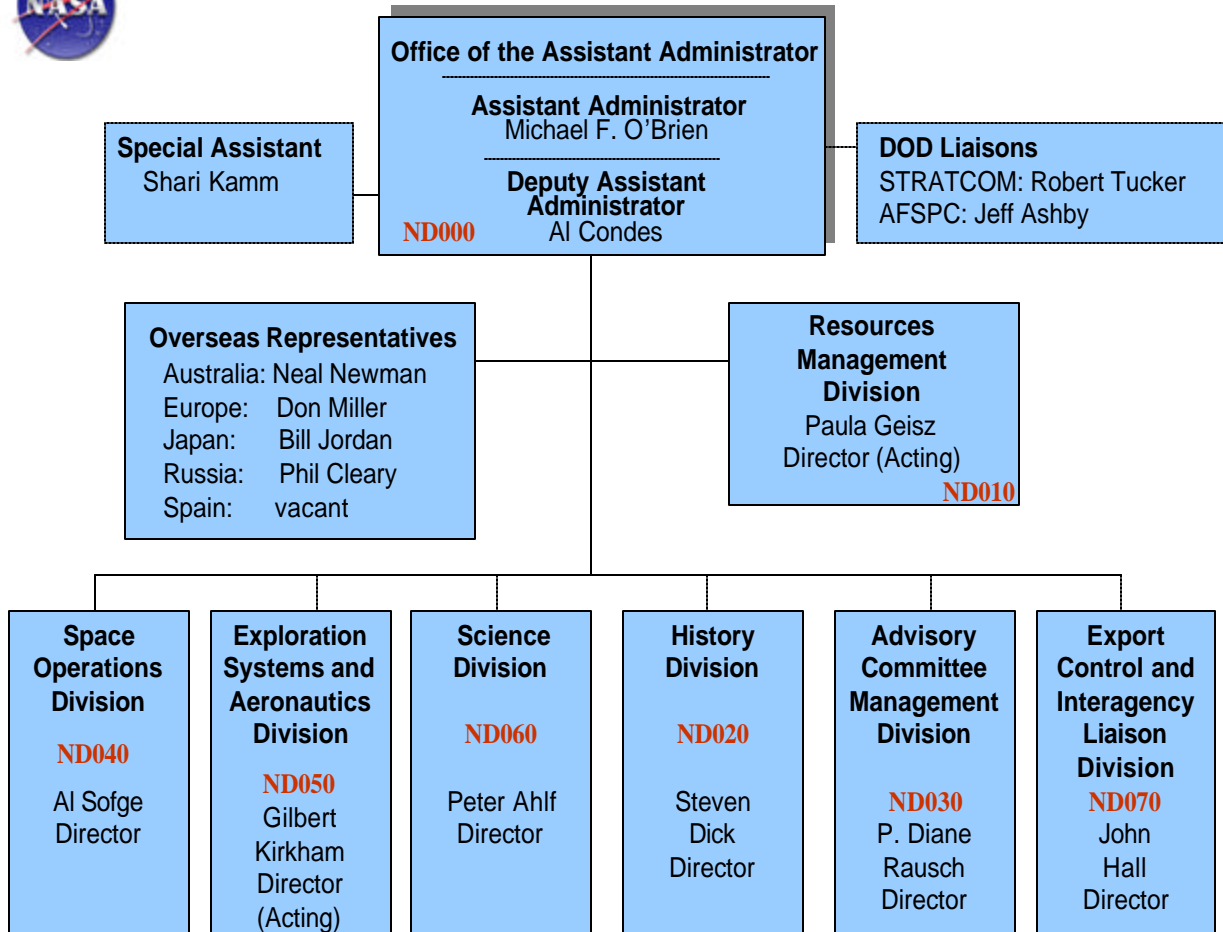 NASA
Office of the Assistant Administrator
Assistant Administrator
Michael F. O'Brien
Deputy Assistant
Administrator
ND000 Al Condes
Special Assistant
Shari Kamm
DOD Liaisons
STRATCOM: Robert Tucker
AFSPC: Jeff Ashby
Overseas Representatives
Australia: Neal Newman
Europe: Don Miller
Japan: Bill Jordan
Russia: Phil Cleary
Spain: vacant
Resources
Management
Division
Paula Geisz
Director (Acting)
ND010
Space
Operations
Division
ND040
Al Sofge
Director
Exploration
Systems and
Aeronautics
Division
ND050
Gilbert
Kirkham
Director
(Acting)
Science
Division
ND060
Peter Ahlf
Director
History
Division
ND020
Steven
Dick
Director
Advisory
Committee
Management
Division
ND030
P. Diane
Rausch
Director
Export
Control and
Interagency
Liaison
Division
ND070
John
Hall
Director